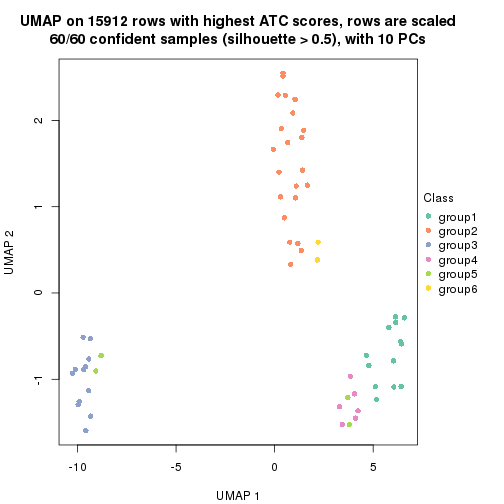 UMAP on 15912 rows with highest ATC scores, rows are scaled
60/60 confident samples (silhouette > 0.5), with 10 PCs
UMAP 2
2
1
0
-1
-10
-5
0
5
UMAP 1
Class
group1
group2
group3
group4
group5
group6